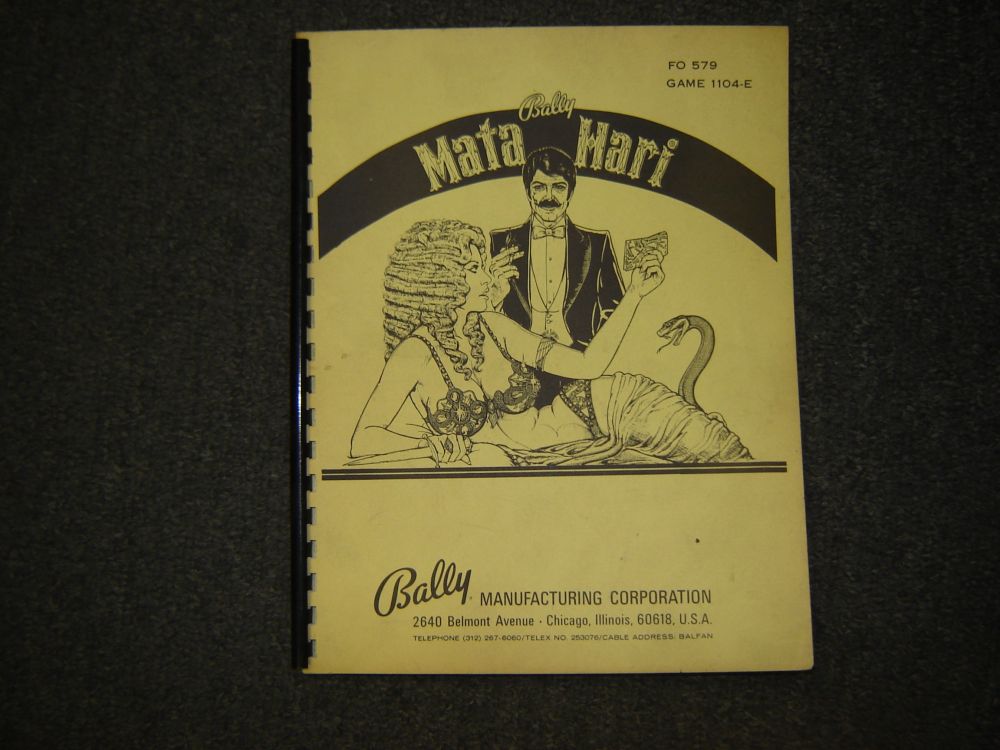 FO 579
GAME 1104-E
Bally
Mata Hari
Bally MANUFACTURING CORPORATION
2640 Belmont Avenue · Chicago, Illinois, 60618, U.S.A.
TELEPHONE (312) 267-6060/TELEX NO. 253076/CABLE ADDRESS: BALFAN